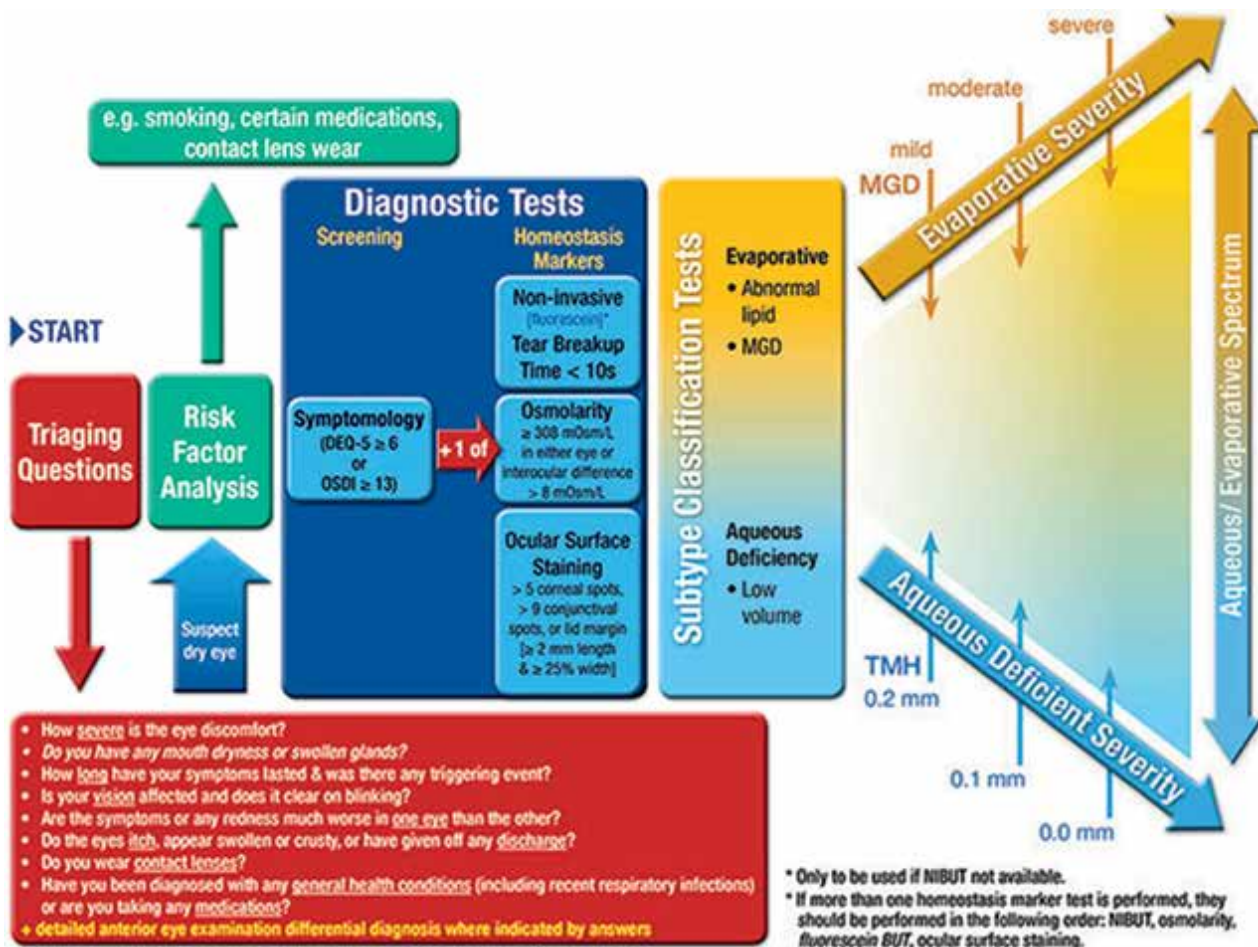 e.g. smoking, certain medications,
contact lens wear
START
Triaging
Questions
Risk
Factor
Analysis
Suspect
dry eye
Diagnostic Tests
Screening
Homeostasis
Markers
Symptomology
(DEQ-5 ≥ 6
or
OSDI ≥ 13)
+1 of
Non-invasive
[fluorescein]*
Tear Breakup
Time < 10s
Osmolarity
≥ 308 mOsm/L
in either eye or
interocular difference
> 8 mOsm/L
Ocular Surface
Staining
> 5 corneal spots,
> 9 conjunctival
spots, or lid margin
[≥ 2 mm length
& ≥ 25% width]
Subtype Classification Tests
Evaporative
• Abnormal
lipid
• MGD
Aqueous
Deficiency
• Low
volume
severe
moderate
mild
MGD
Evaporative Severity
Aqueous/ Evaporative Spectrum
Aqueous Deficient Severity
TMH
0.2 mm
0.1 mm
0.0 mm
• How severe is the eye discomfort?
• Do you have any mouth dryness or swollen glands?
• How long have your symptoms lasted & was there any triggering event?
• Is your vision affected and does it clear on blinking?
• Are the symptoms or any redness much worse in one eye than the other?
• Do the eyes itch, appear swollen or crusty, or have given off any discharge?
• Do you wear contact lenses?
• Have you been diagnosed with any general health conditions (including recent respiratory infections)
or are you taking any medications?
+ detailed anterior eye examination differential diagnosis where indicated by answers
* Only to be used if NIBUT not available.
* If more than one homeostasis marker test is performed, they
should be performed in the following order: NIBUT, osmolarity,
fluorescein BUT, ocular surface staining.